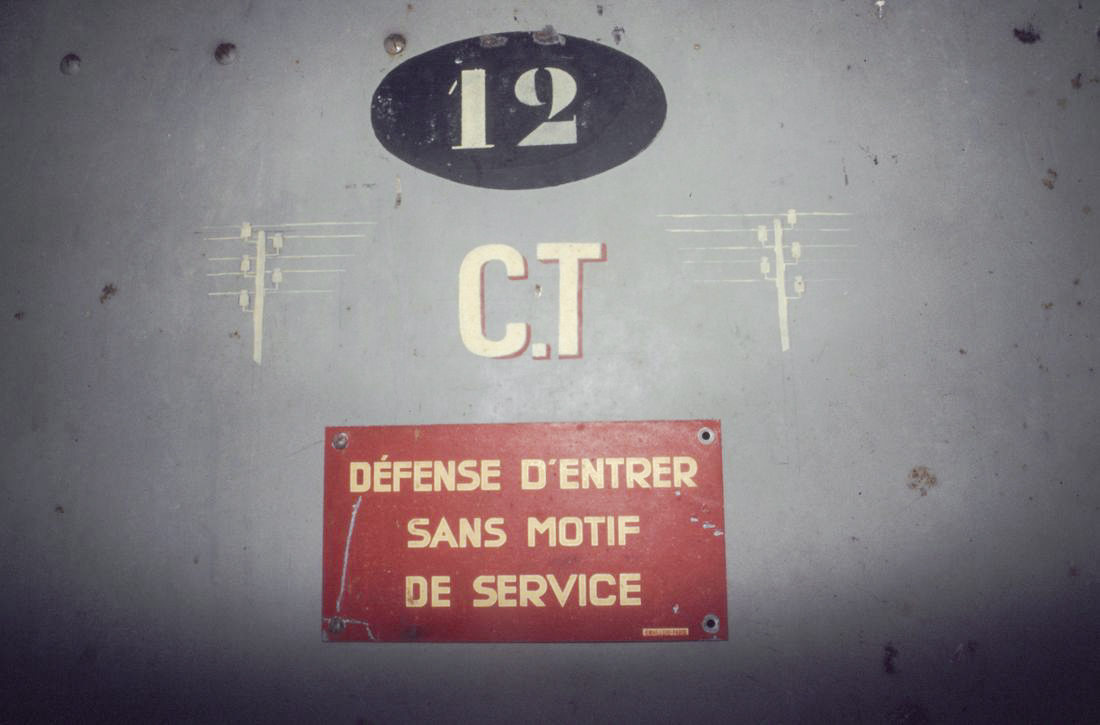 12
C.T
DÉFENSE D'ENTRER
SANS MOTIF
DE SERVICE